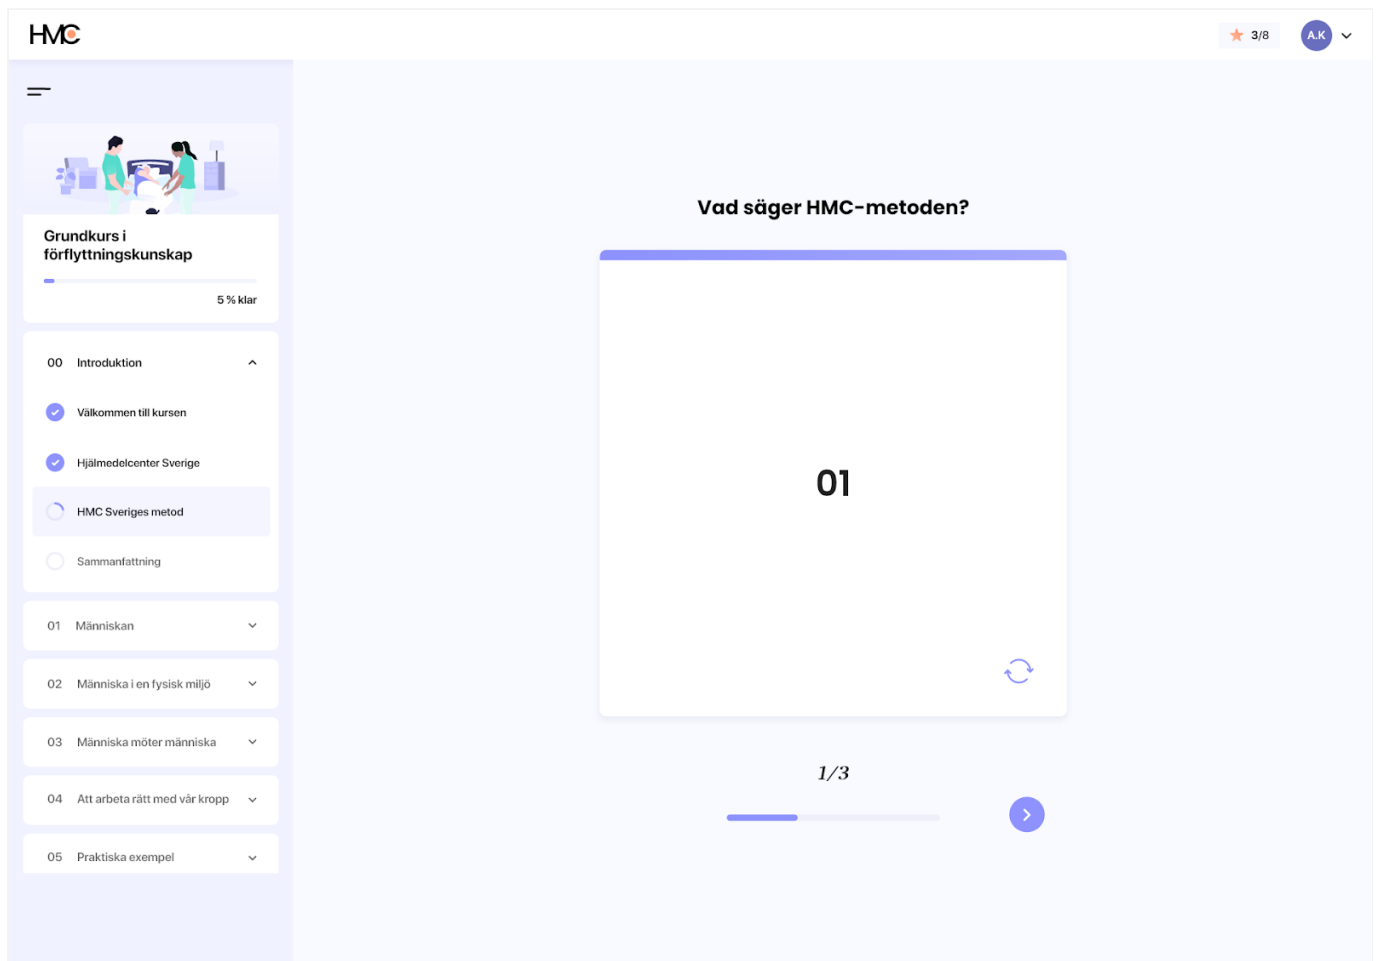 HMC
3/8
A.K
Grundkurs i
förflyttningskunskap
5 % klar
00 Introduktion
Välkommen till kursen
Hjälmedelcenter Sverige
HMC Sveriges metod
Sammanfattning
01 Människan
02 Människa i en fysisk miljö
03 Människa möter människa
04 Att arbeta rätt med vår kropp
05 Praktiska exempel
Vad säger HMC-metoden?
01
1/3